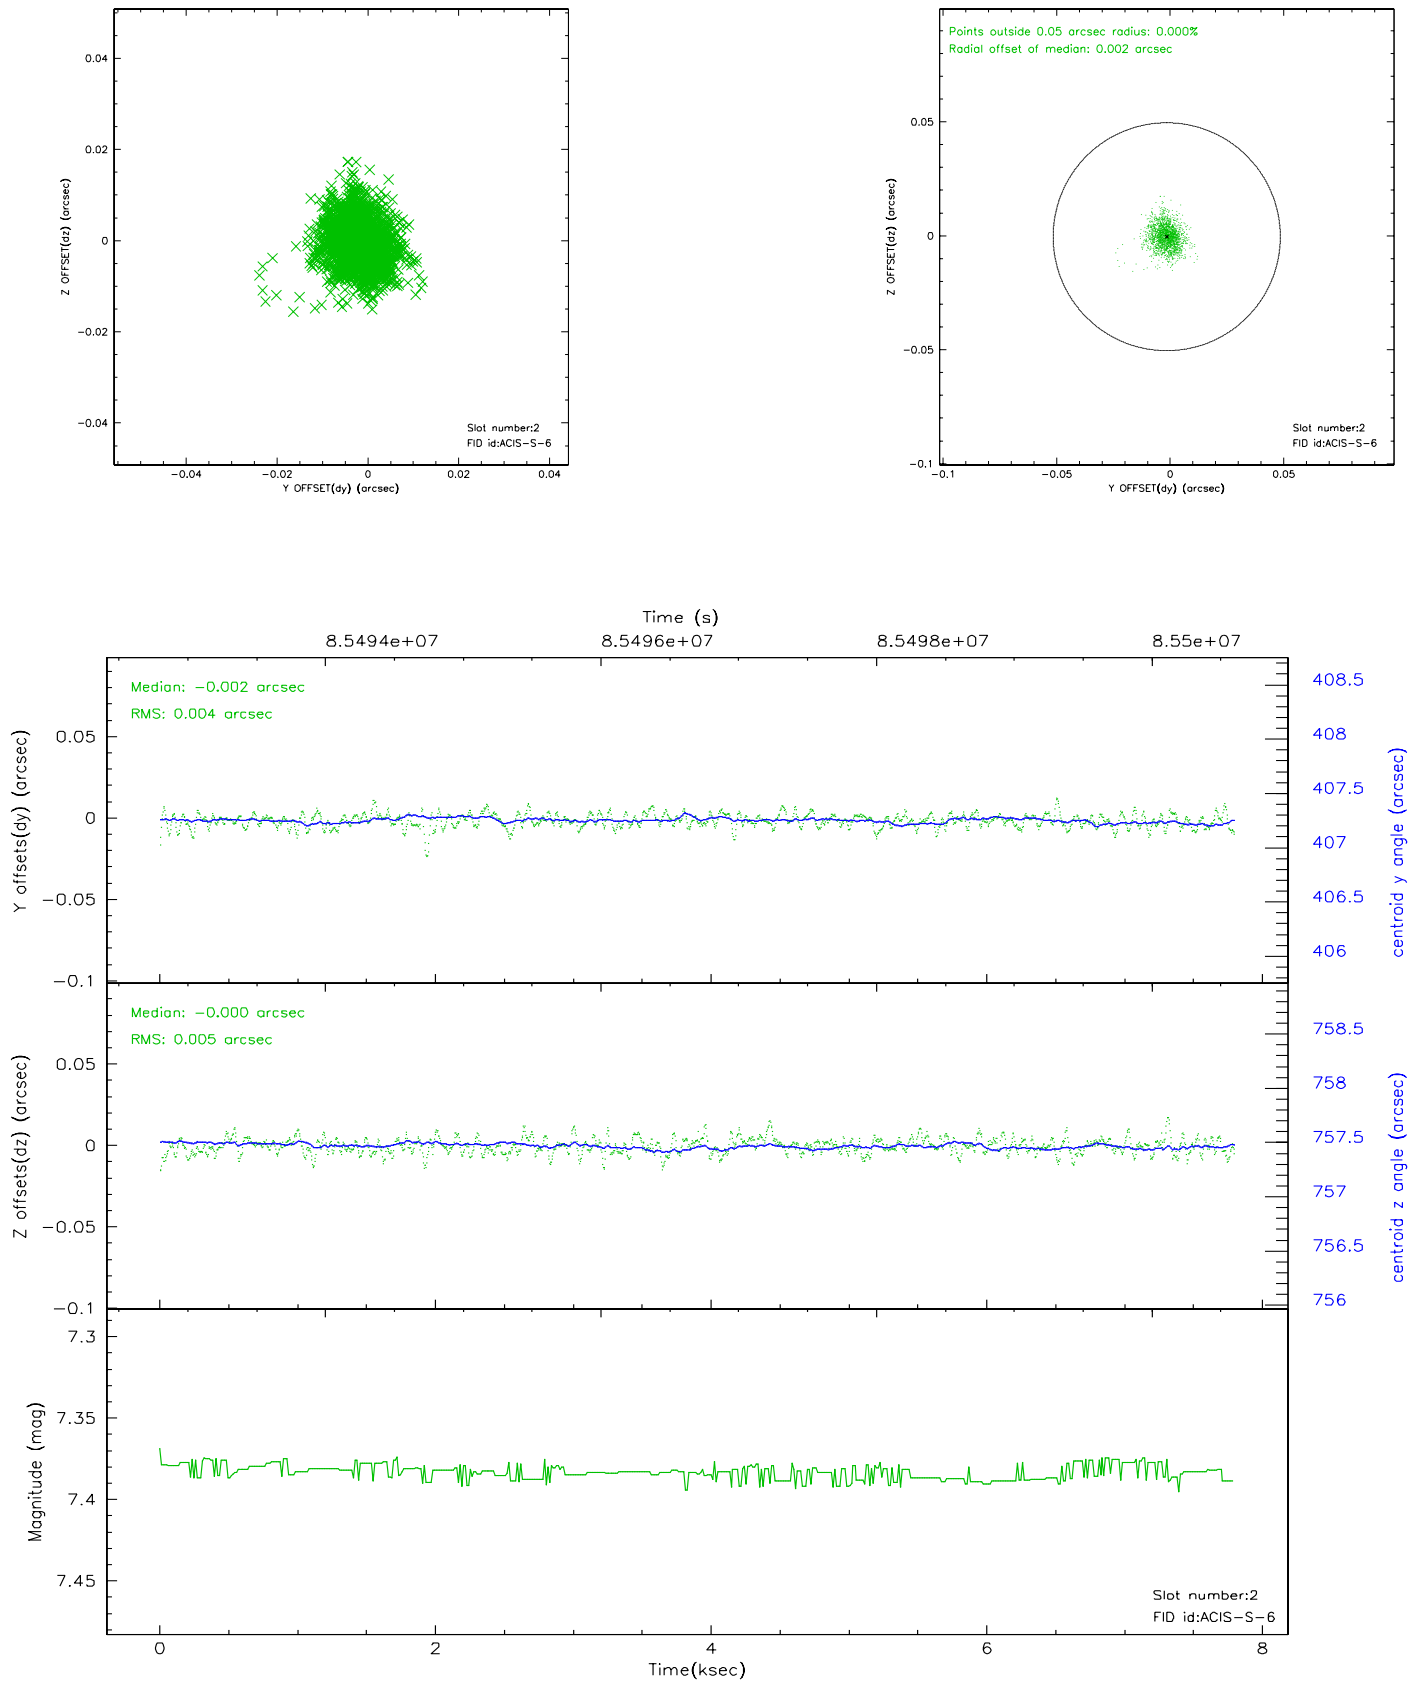 0.04
0.02
0
−0.02
−0.04
Z OFFSET(dz) (arcsec)
Slot number:2
FID id:ACIS−S−6
−0.04 −0.02 0 0.02 0.04
Y OFFSET(dy) (arcsec)
Points outside 0.05 arcsec radius: 0.000%
Radial offset of median: 0.002 arcsec
0.05
0
−0.05
−0.1
Z OFFSET(dz) (arcsec)
Slot number:2
FID id:ACIS−S−6
−0.1 −0.05 0 0.05
Y OFFSET(dy) (arcsec)
Time (s)
8.5494e+07 8.5496e+07 8.5498e+07 8.55e+07
Median: −0.002 arcsec
RMS: 0.004 arcsec
0.05
0
−0.05
−0.1
Y offsets(dy) (arcsec)
408.5
408
407.5
407
406.5
406
centroid y angle (arcsec)
Median: −0.000 arcsec
RMS: 0.005 arcsec
0.05
0
−0.05
−0.1
Z offsets(dz) (arcsec)
758.5
758
757.5
757
756.5
756
centroid z angle (arcsec)
7.3
7.35
7.4
7.45
Magnitude (mag)
Slot number:2
FID id:ACIS−S−6
0 2 4 6 8
Time(ksec)